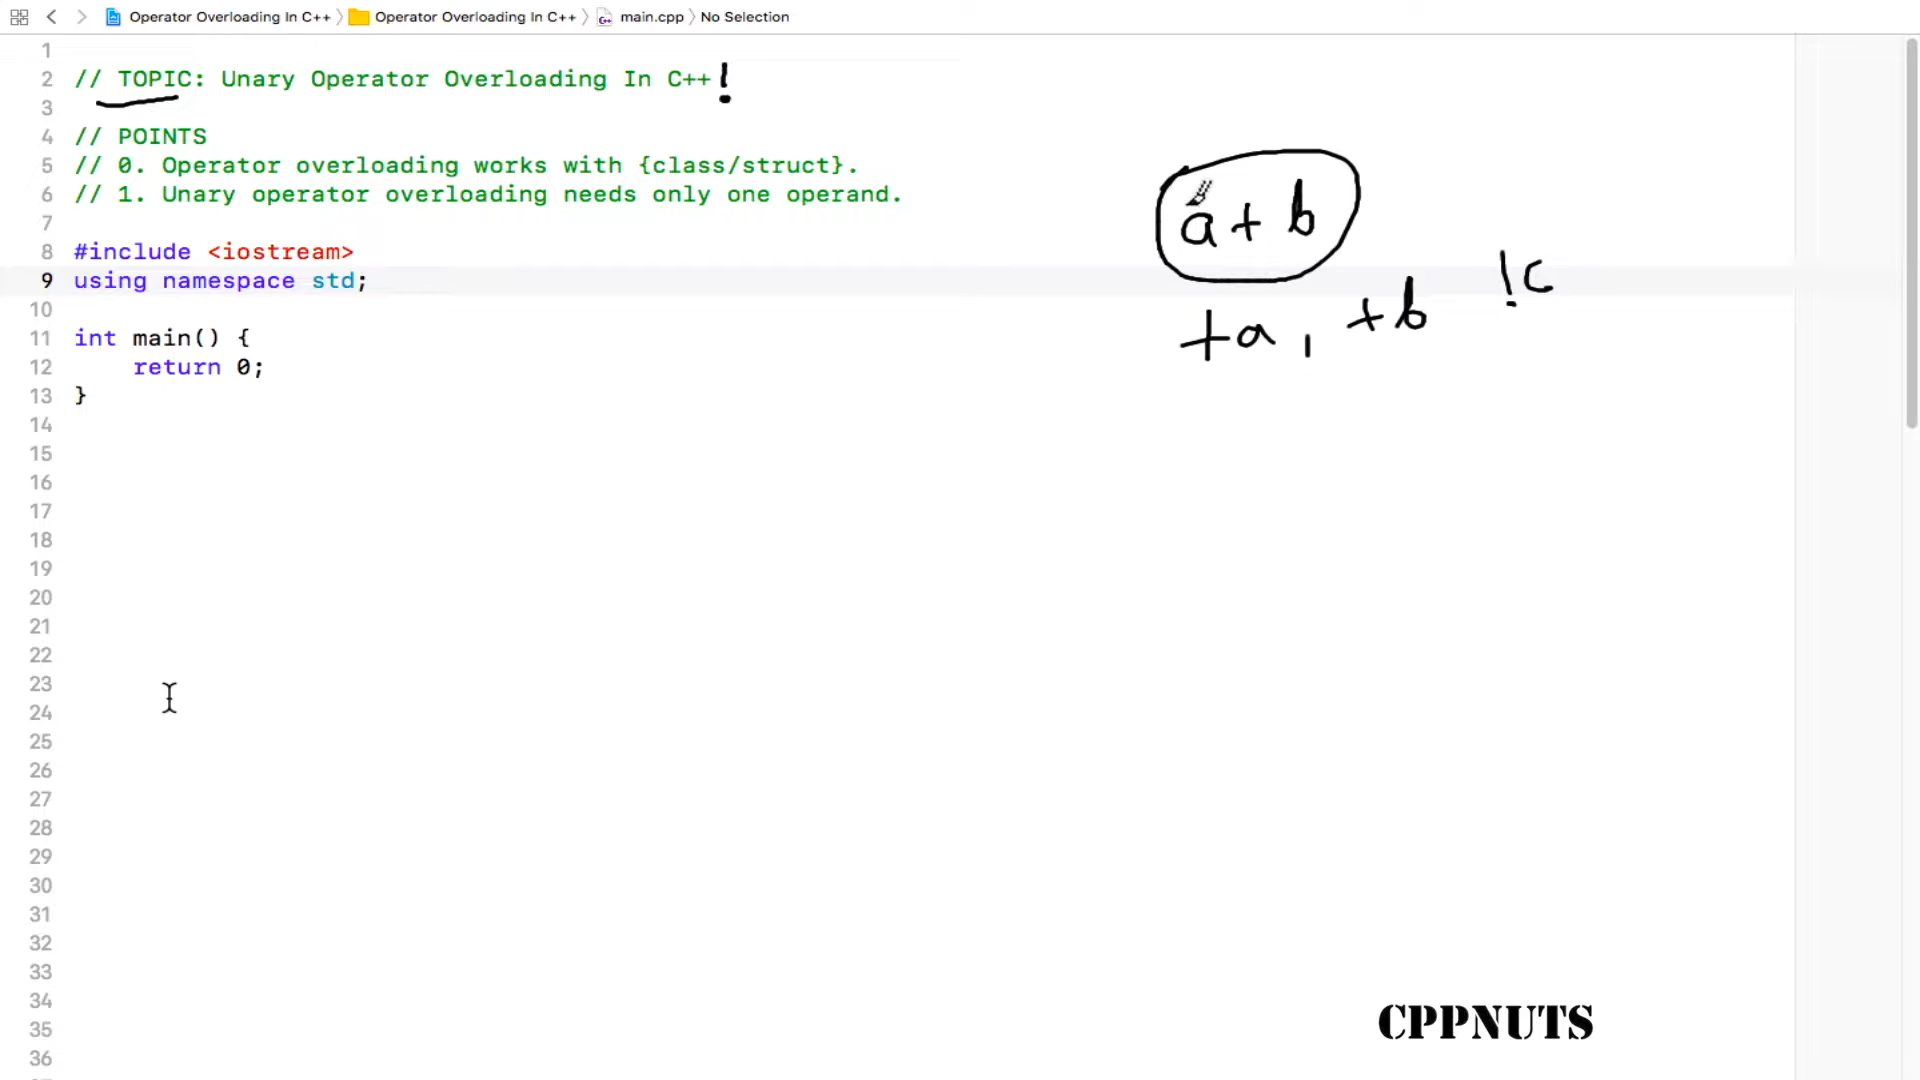 Operator Overloading In C++ 〉 Operator Overloading In C++ 〉 main.cpp 〉 No Selection
1
2 // TOPIC: Unary Operator Overloading In C++ !
3
4 // POINTS
5 // 0. Operator overloading works with {class/struct}.
6 // 1. Unary operator overloading needs only one operand.
7
8 #include <iostream>
9 using namespace std;
10
11 int main() {
12 return 0;
13 }
14
15
16
17
18
19
20
21
22
23
24
25
26
27
28
29
30
31
32
33
34
35
36
a + b
+a , +b !c
CPPNUTS